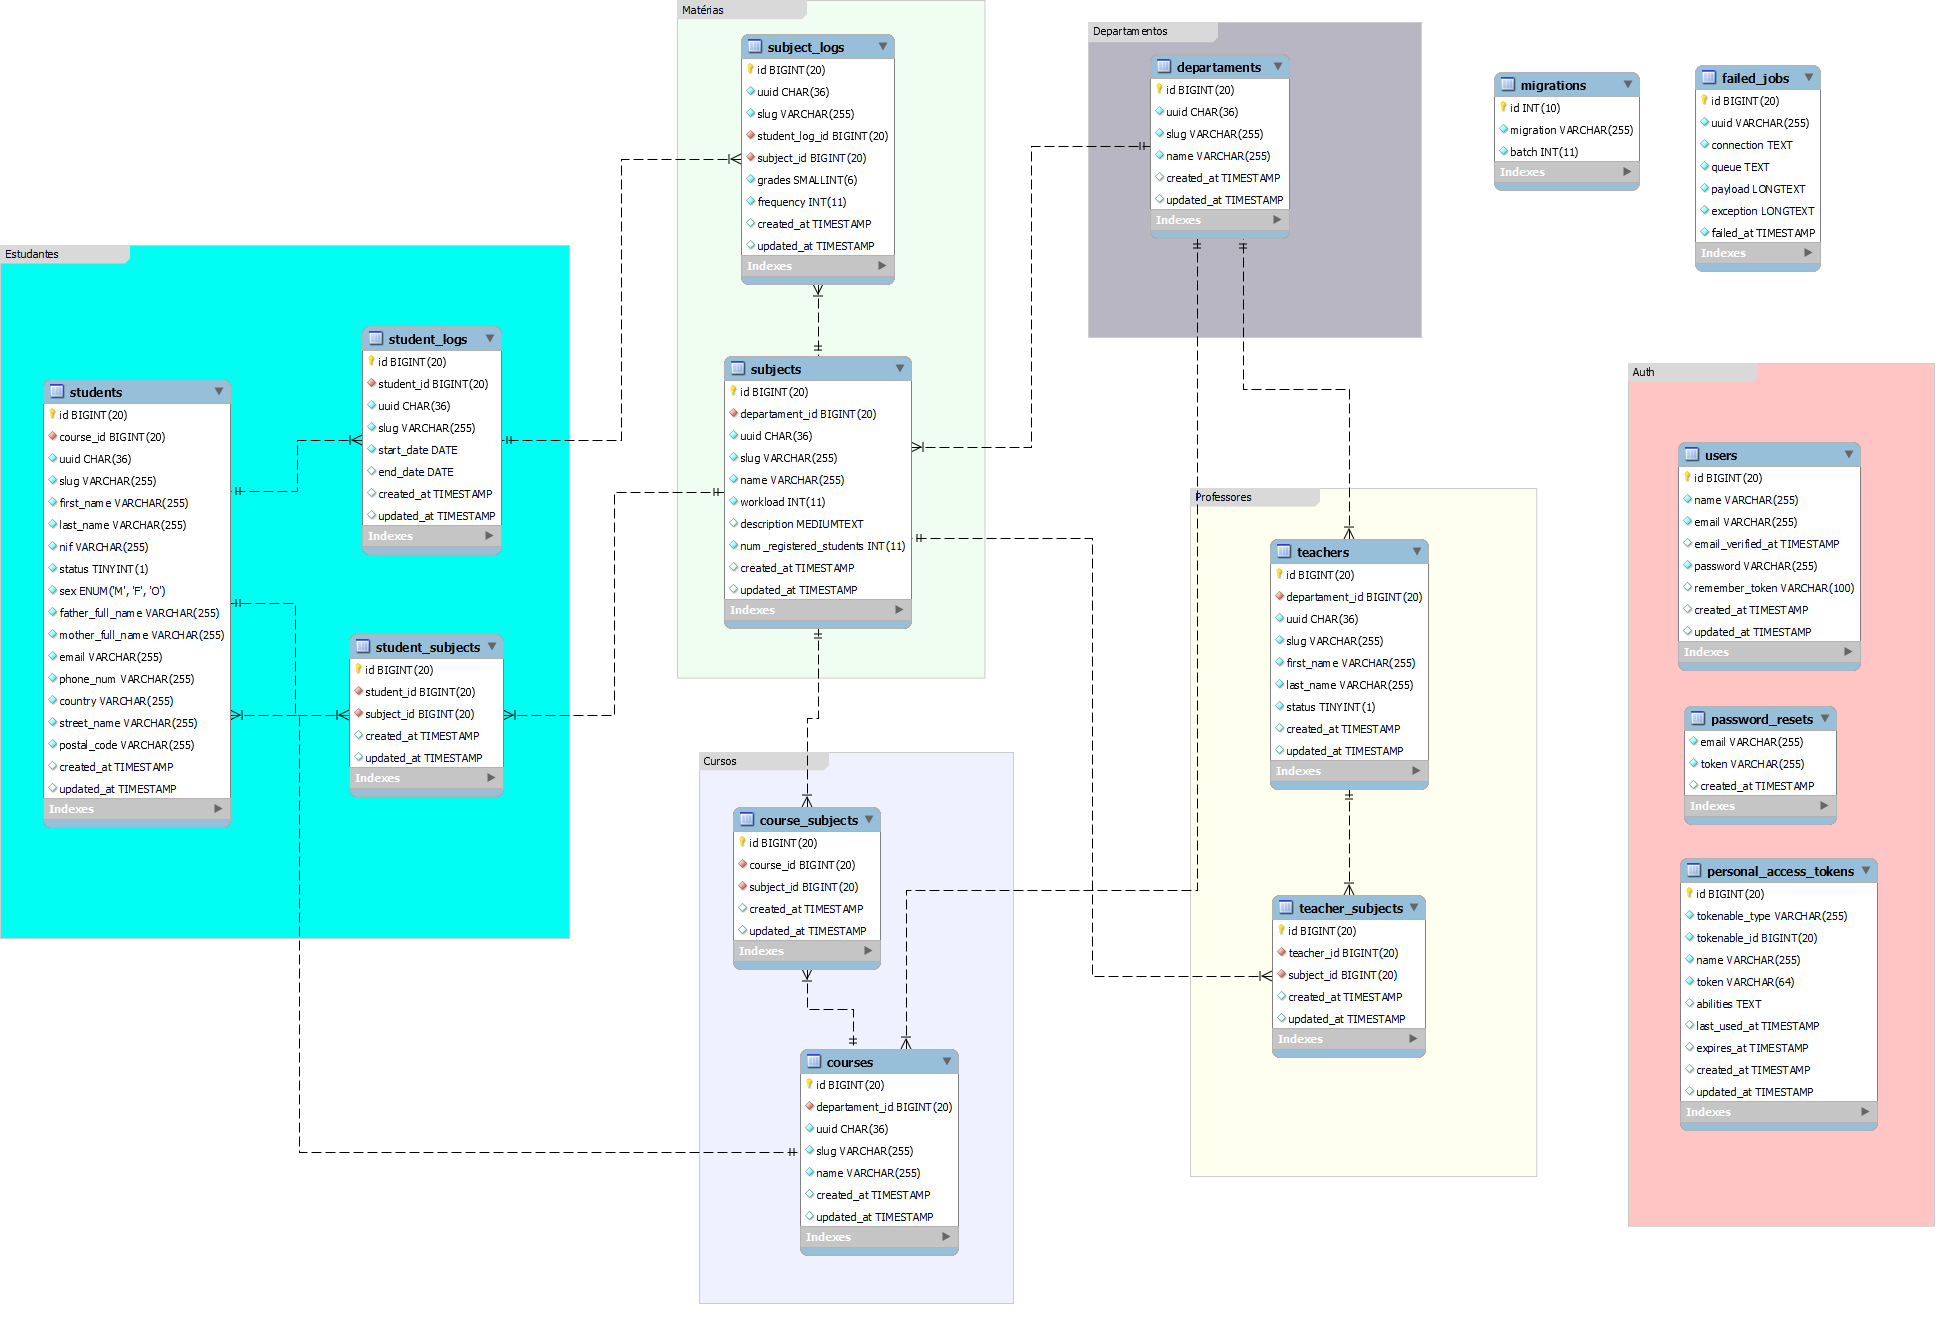 Matérias
subject_logs
id BIGINT(20)
uuid CHAR(36)
slug VARCHAR(255)
student_log_id BIGINT(20)
subject_id BIGINT(20)
grades SMALLINT(6)
frequency INT(11)
created_at TIMESTAMP
updated_at TIMESTAMP
Indexes
subjects
id BIGINT(20)
departament_id BIGINT(20)
uuid CHAR(36)
slug VARCHAR(255)
name VARCHAR(255)
workload INT(11)
description MEDIUMTEXT
num_registered_students INT(11)
created_at TIMESTAMP
updated_at TIMESTAMP
Indexes
Departamentos
departaments
id BIGINT(20)
uuid CHAR(36)
slug VARCHAR(255)
name VARCHAR(255)
created_at TIMESTAMP
updated_at TIMESTAMP
Indexes
migrations
id INT(10)
migration VARCHAR(255)
batch INT(11)
Indexes
failed_jobs
id BIGINT(20)
uuid VARCHAR(255)
connection TEXT
queue TEXT
payload LONGTEXT
exception LONGTEXT
failed_at TIMESTAMP
Indexes
Estudantes
students
id BIGINT(20)
course_id BIGINT(20)
uuid CHAR(36)
slug VARCHAR(255)
first_name VARCHAR(255)
last_name VARCHAR(255)
nif VARCHAR(255)
status TINYINT(1)
sex ENUM('M', 'F', 'O')
father_full_name VARCHAR(255)
mother_full_name VARCHAR(255)
email VARCHAR(255)
phone_num VARCHAR(255)
country VARCHAR(255)
street_name VARCHAR(255)
postal_code VARCHAR(255)
created_at TIMESTAMP
updated_at TIMESTAMP
Indexes
student_logs
id BIGINT(20)
student_id BIGINT(20)
uuid CHAR(36)
slug VARCHAR(255)
start_date DATE
end_date DATE
created_at TIMESTAMP
updated_at TIMESTAMP
Indexes
student_subjects
id BIGINT(20)
student_id BIGINT(20)
subject_id BIGINT(20)
created_at TIMESTAMP
updated_at TIMESTAMP
Indexes
Cursos
course_subjects
id BIGINT(20)
course_id BIGINT(20)
subject_id BIGINT(20)
created_at TIMESTAMP
updated_at TIMESTAMP
Indexes
courses
id BIGINT(20)
departament_id BIGINT(20)
uuid CHAR(36)
slug VARCHAR(255)
name VARCHAR(255)
created_at TIMESTAMP
updated_at TIMESTAMP
Indexes
Professores
teachers
id BIGINT(20)
departament_id BIGINT(20)
uuid CHAR(36)
slug VARCHAR(255)
first_name VARCHAR(255)
last_name VARCHAR(255)
status TINYINT(1)
created_at TIMESTAMP
updated_at TIMESTAMP
Indexes
teacher_subjects
id BIGINT(20)
teacher_id BIGINT(20)
subject_id BIGINT(20)
created_at TIMESTAMP
updated_at TIMESTAMP
Indexes
Auth
users
id BIGINT(20)
name VARCHAR(255)
email VARCHAR(255)
email_verified_at TIMESTAMP
password VARCHAR(255)
remember_token VARCHAR(100)
created_at TIMESTAMP
updated_at TIMESTAMP
Indexes
password_resets
email VARCHAR(255)
token VARCHAR(255)
created_at TIMESTAMP
Indexes
personal_access_tokens
id BIGINT(20)
tokenable_type VARCHAR(255)
tokenable_id BIGINT(20)
name VARCHAR(255)
token VARCHAR(64)
abilities TEXT
last_used_at TIMESTAMP
expires_at TIMESTAMP
created_at TIMESTAMP
updated_at TIMESTAMP
Indexes